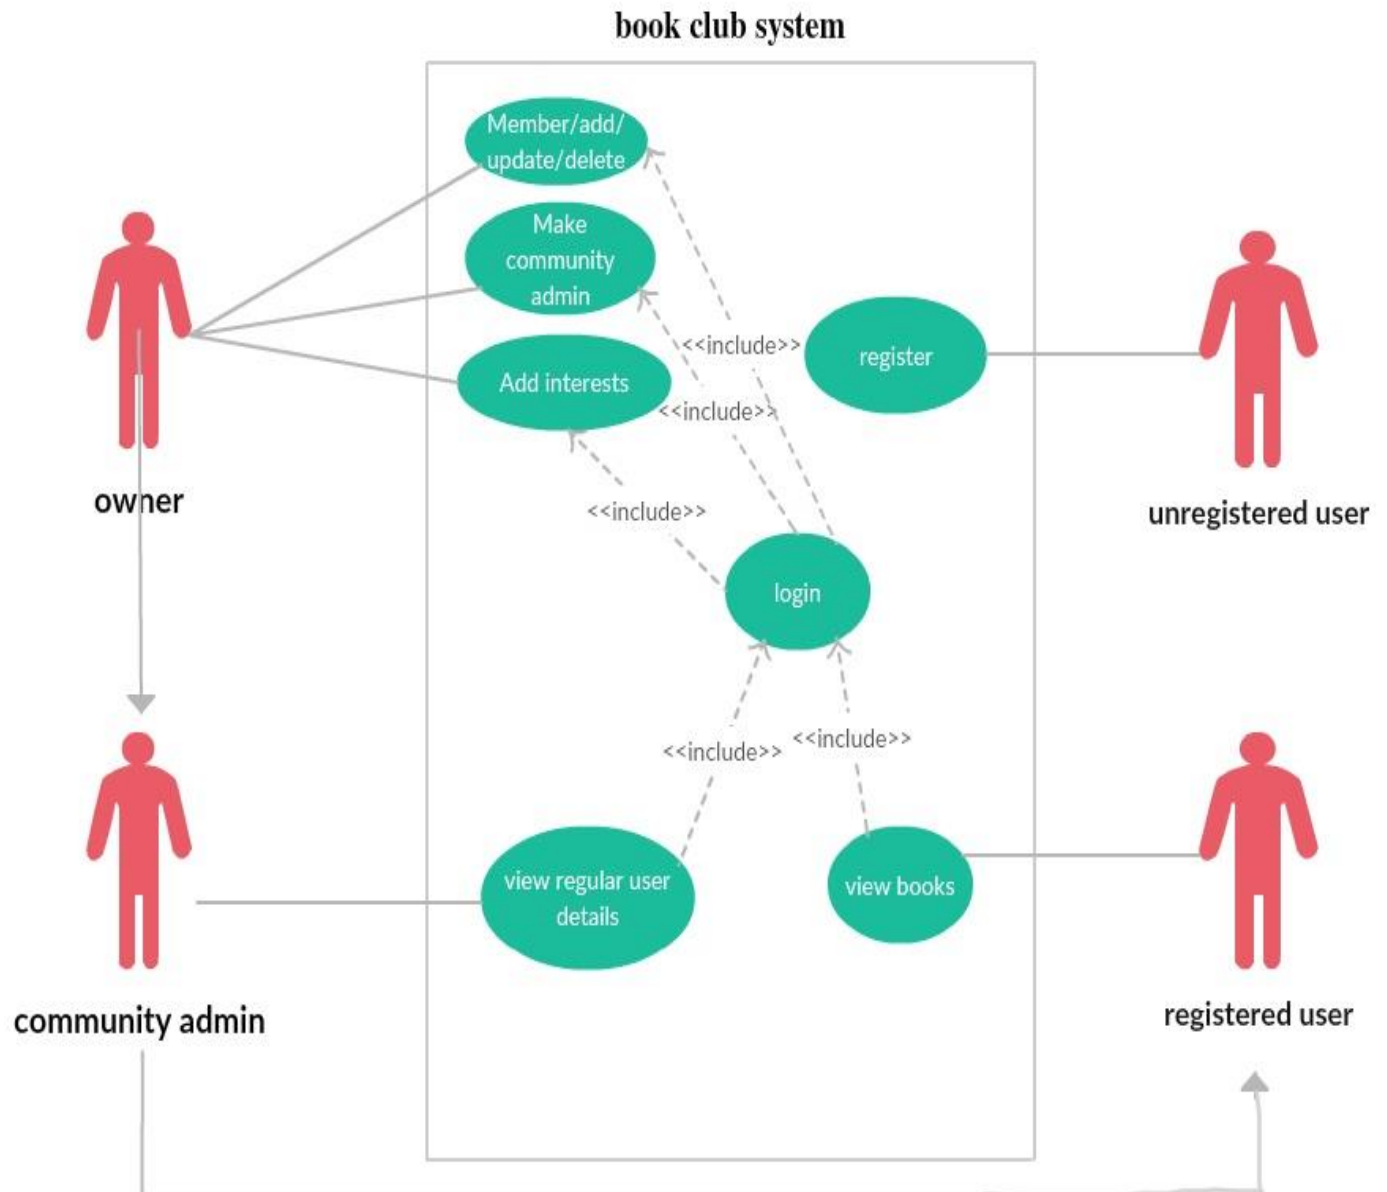 book club system
Member/add/
update/delete
Make
community
admin
<<include>>
register
Add interests
<<include>>
owner
<<include>>
unregistered user
login
<<include>>
<<include>>
view regular user
details
view books
community admin
registered user